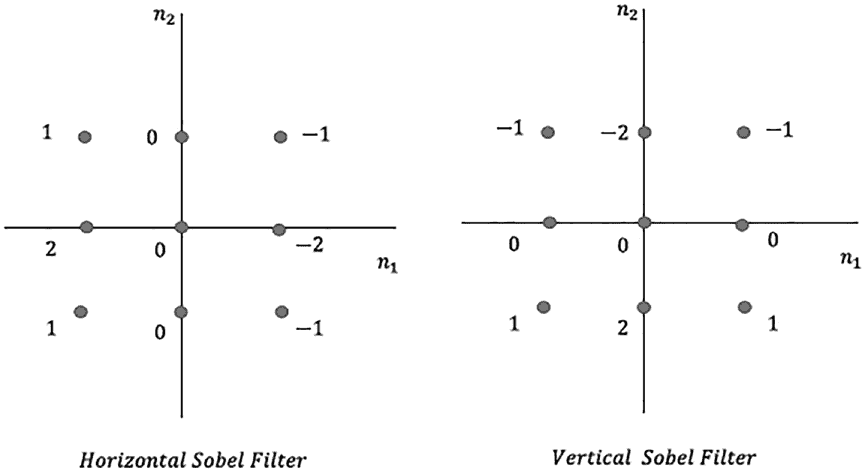 n₂ n₂
1 0 −1 −1 −2 −1
2 0 −2 0 0 0
n₁ n₁
1 0 −1 1 2 1
Horizontal Sobel Filter Vertical Sobel Filter